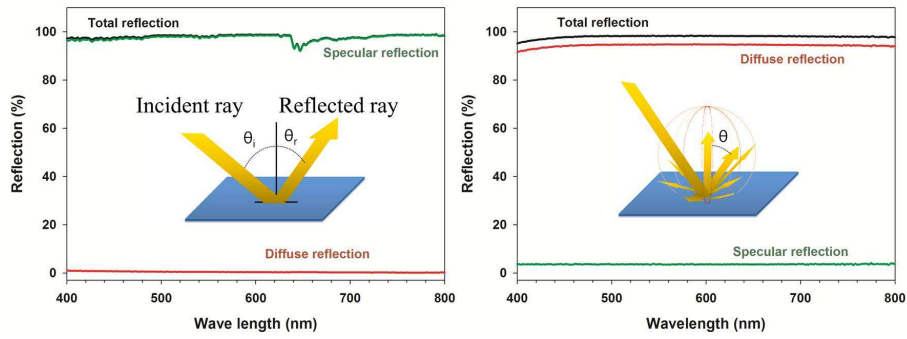 Total reflection
Specular reflection
Incident ray
Reflected ray
θi
θr
Diffuse reflection
Reflection (%)
100
80
60
40
20
0
400
500
600
700
800
Wave length (nm)
Total reflection
Diffuse reflection
θ
Specular reflection
Reflection (%)
100
80
60
40
20
0
400
500
600
700
800
Wavelength (nm)